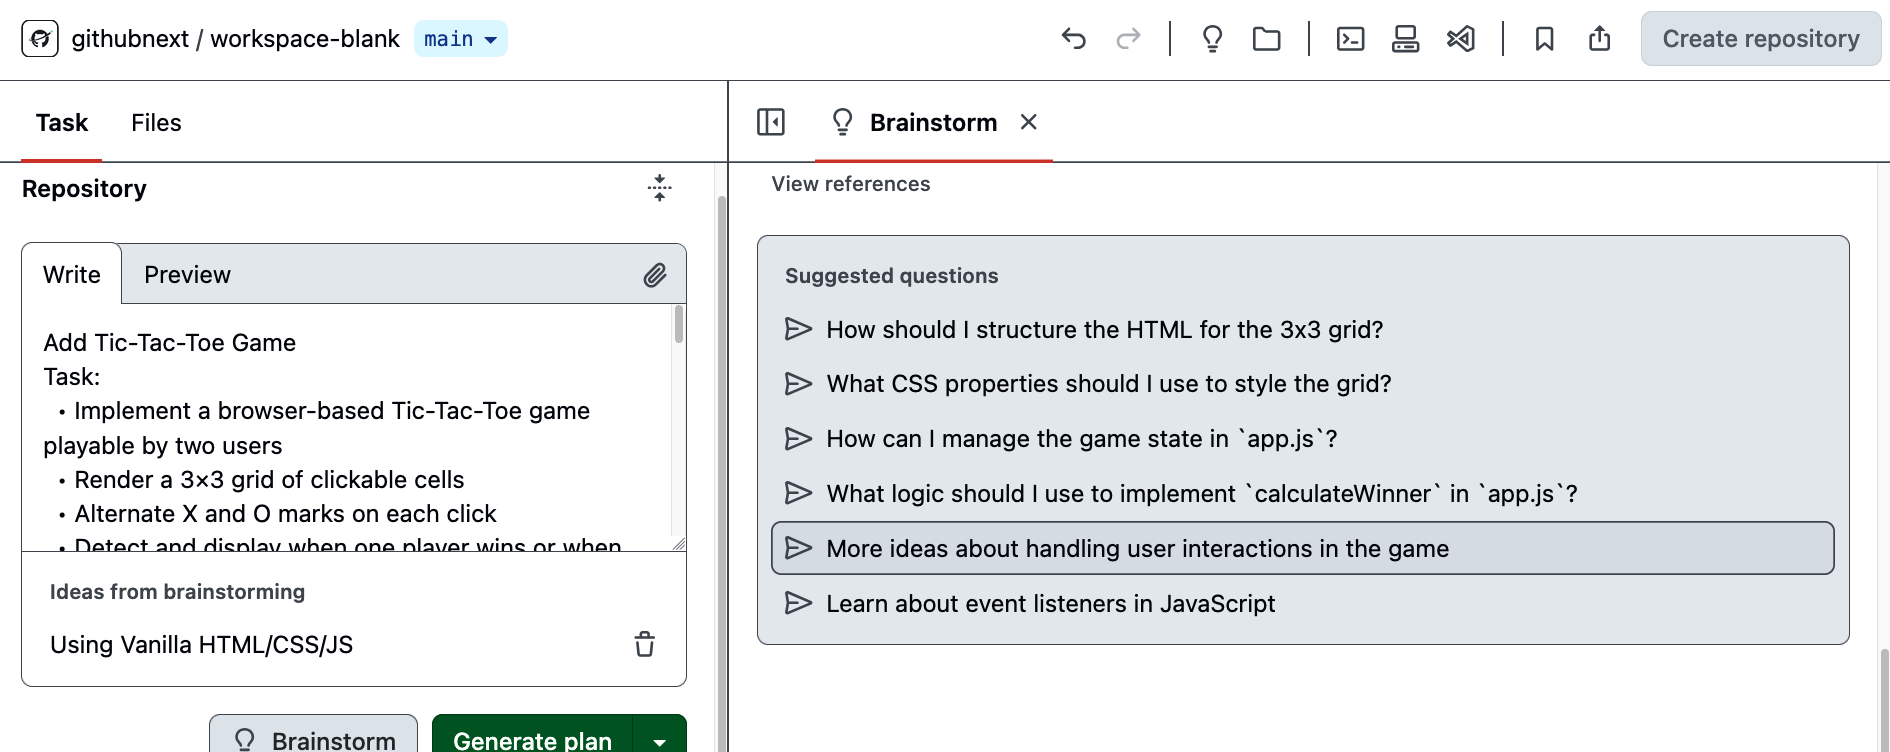 githubnext / workspace-blank main
Create repository
Task Files
Brainstorm
Repository
View references
Write Preview
Add Tic-Tac-Toe Game
Task:
• Implement a browser-based Tic-Tac-Toe game
playable by two users
• Render a 3×3 grid of clickable cells
• Alternate X and O marks on each click
• Detect and display when one player wins or when
Ideas from brainstorming
Using Vanilla HTML/CSS/JS
Brainstorm
Generate plan
Suggested questions
How should I structure the HTML for the 3x3 grid?
What CSS properties should I use to style the grid?
How can I manage the game state in `app.js`?
What logic should I use to implement `calculateWinner` in `app.js`?
More ideas about handling user interactions in the game
Learn about event listeners in JavaScript